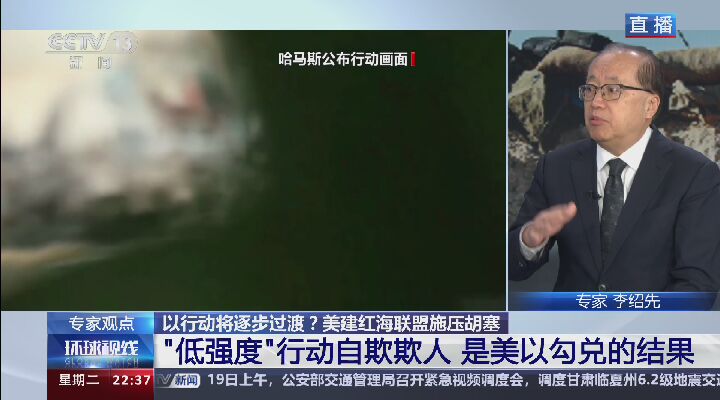 CCTV 13
新闻
直播
哈马斯公布行动画面
专家 李绍先
专家观点
以行动将逐步过渡？美建红海联盟施压胡塞
环球视线
GLOBAL WATCH
"低强度"行动自欺欺人 是美以勾兑的结果
星期二 22:37
新闻 19日上午，公安部交通管理局召开紧急视频调度会，调度甘肃临夏州6.2级地震交